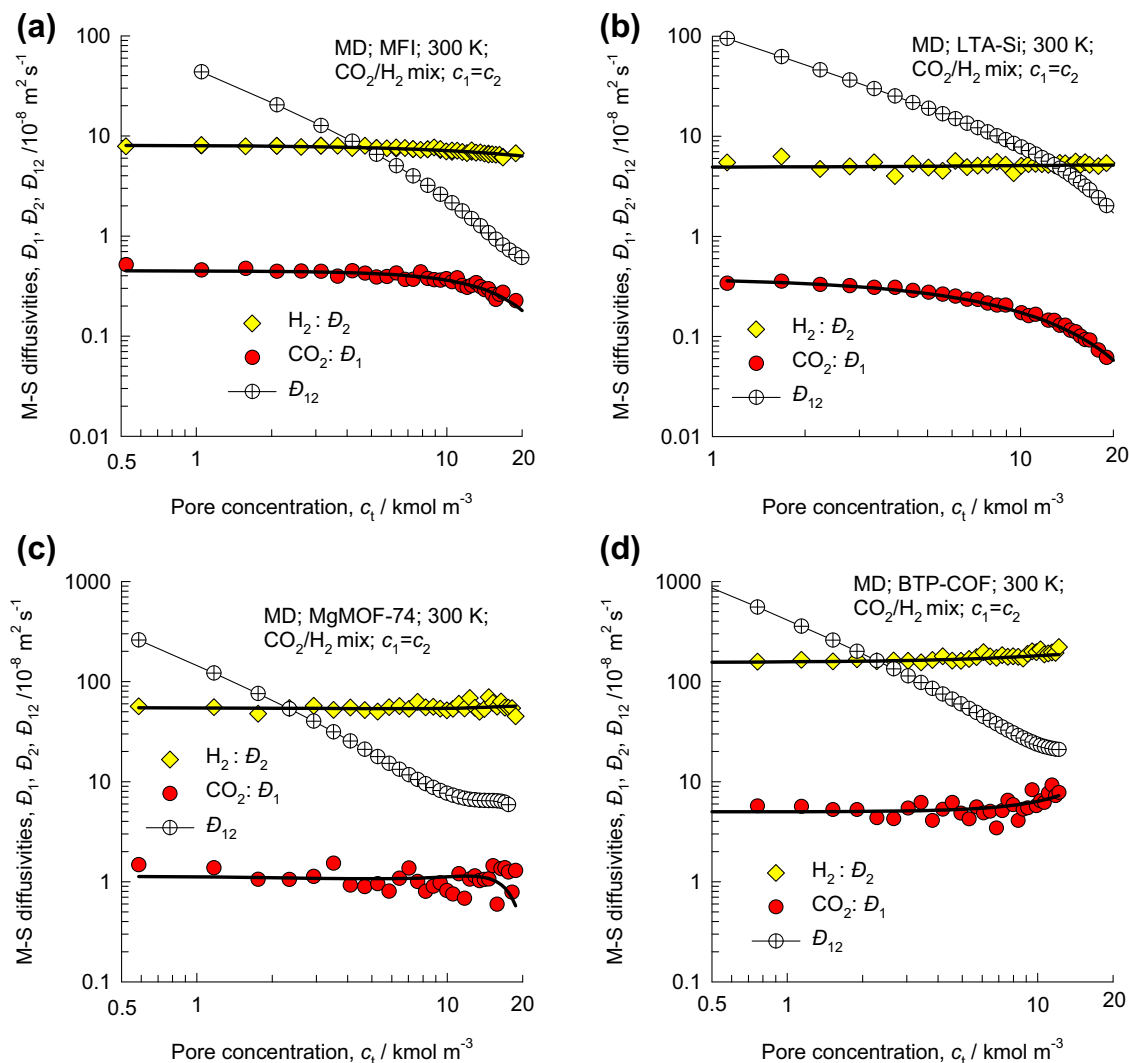 (a)
MD; MFI; 300 K;
CO₂/H₂ mix; c₁=c₂
M-S diffusivities, Đ₁, Đ₂, Đ₁₂ /10⁻⁸ m² s⁻¹
100
10
1
0.1
0.01
H₂ : Đ₂
CO₂: Đ₁
Đ₁₂
0.5
1
10
20
Pore concentration, cₜ / kmol m⁻³
(b)
MD; LTA-Si; 300 K;
CO₂/H₂ mix; c₁=c₂
M-S diffusivities, Đ₁, Đ₂, Đ₁₂ /10⁻⁸ m² s⁻¹
100
10
1
0.1
0.01
H₂ : Đ₂
CO₂: Đ₁
Đ₁₂
1
10
20
Pore concentration, cₜ / kmol m⁻³
(c)
MD; MgMOF-74; 300 K;
CO₂/H₂ mix; c₁=c₂
M-S diffusivities, Đ₁, Đ₂, Đ₁₂ /10⁻⁸ m² s⁻¹
1000
100
10
1
0.1
H₂ : Đ₂
CO₂: Đ₁
Đ₁₂
0.5
1
10
20
Pore concentration, cₜ / kmol m⁻³
(d)
MD; BTP-COF; 300 K;
CO₂/H₂ mix; c₁=c₂
M-S diffusivities, Đ₁, Đ₂, Đ₁₂ /10⁻⁸ m² s⁻¹
1000
100
10
1
0.1
H₂ : Đ₂
CO₂: Đ₁
Đ₁₂
0.5
1
10
20
Pore concentration, cₜ / kmol m⁻³